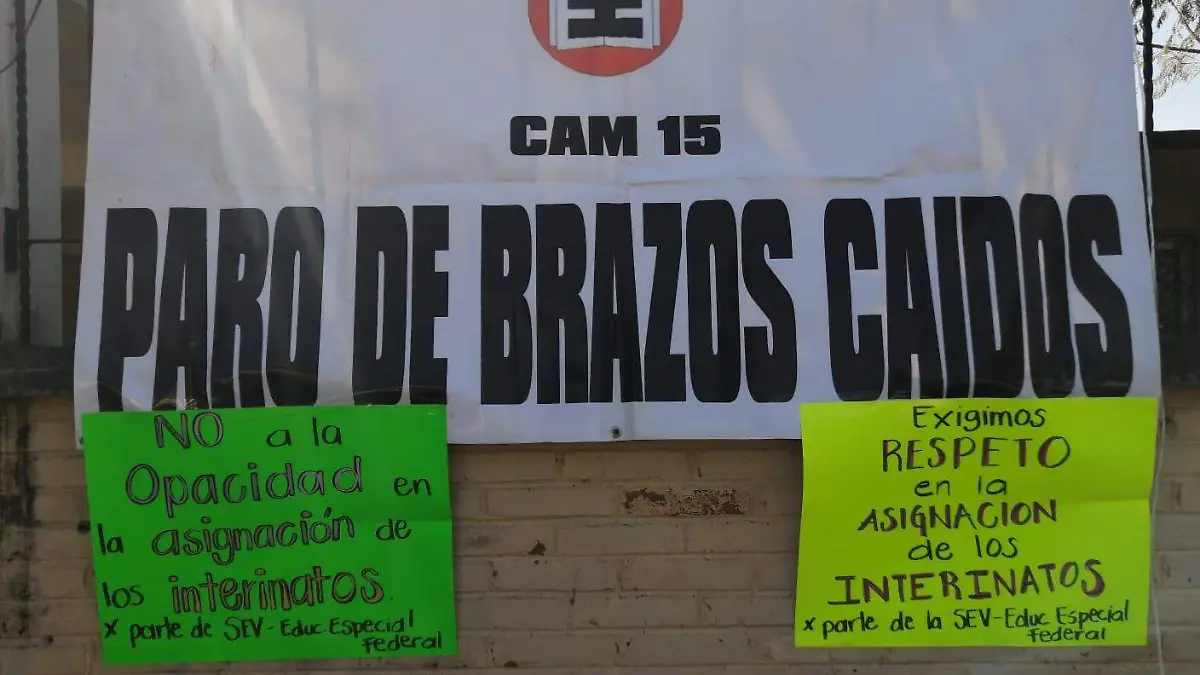 CAM 15
PARO DE BRAZOS CAIDOS
NO a la
Opacidad en
la asignación de
los interinatos.
x parte de SEV-Educ. Especial
Federal
Exigimos
RESPETO
en la
ASIGNACION
de los
INTERINATOS
x parte de la SEV-Educ Especial
Federal